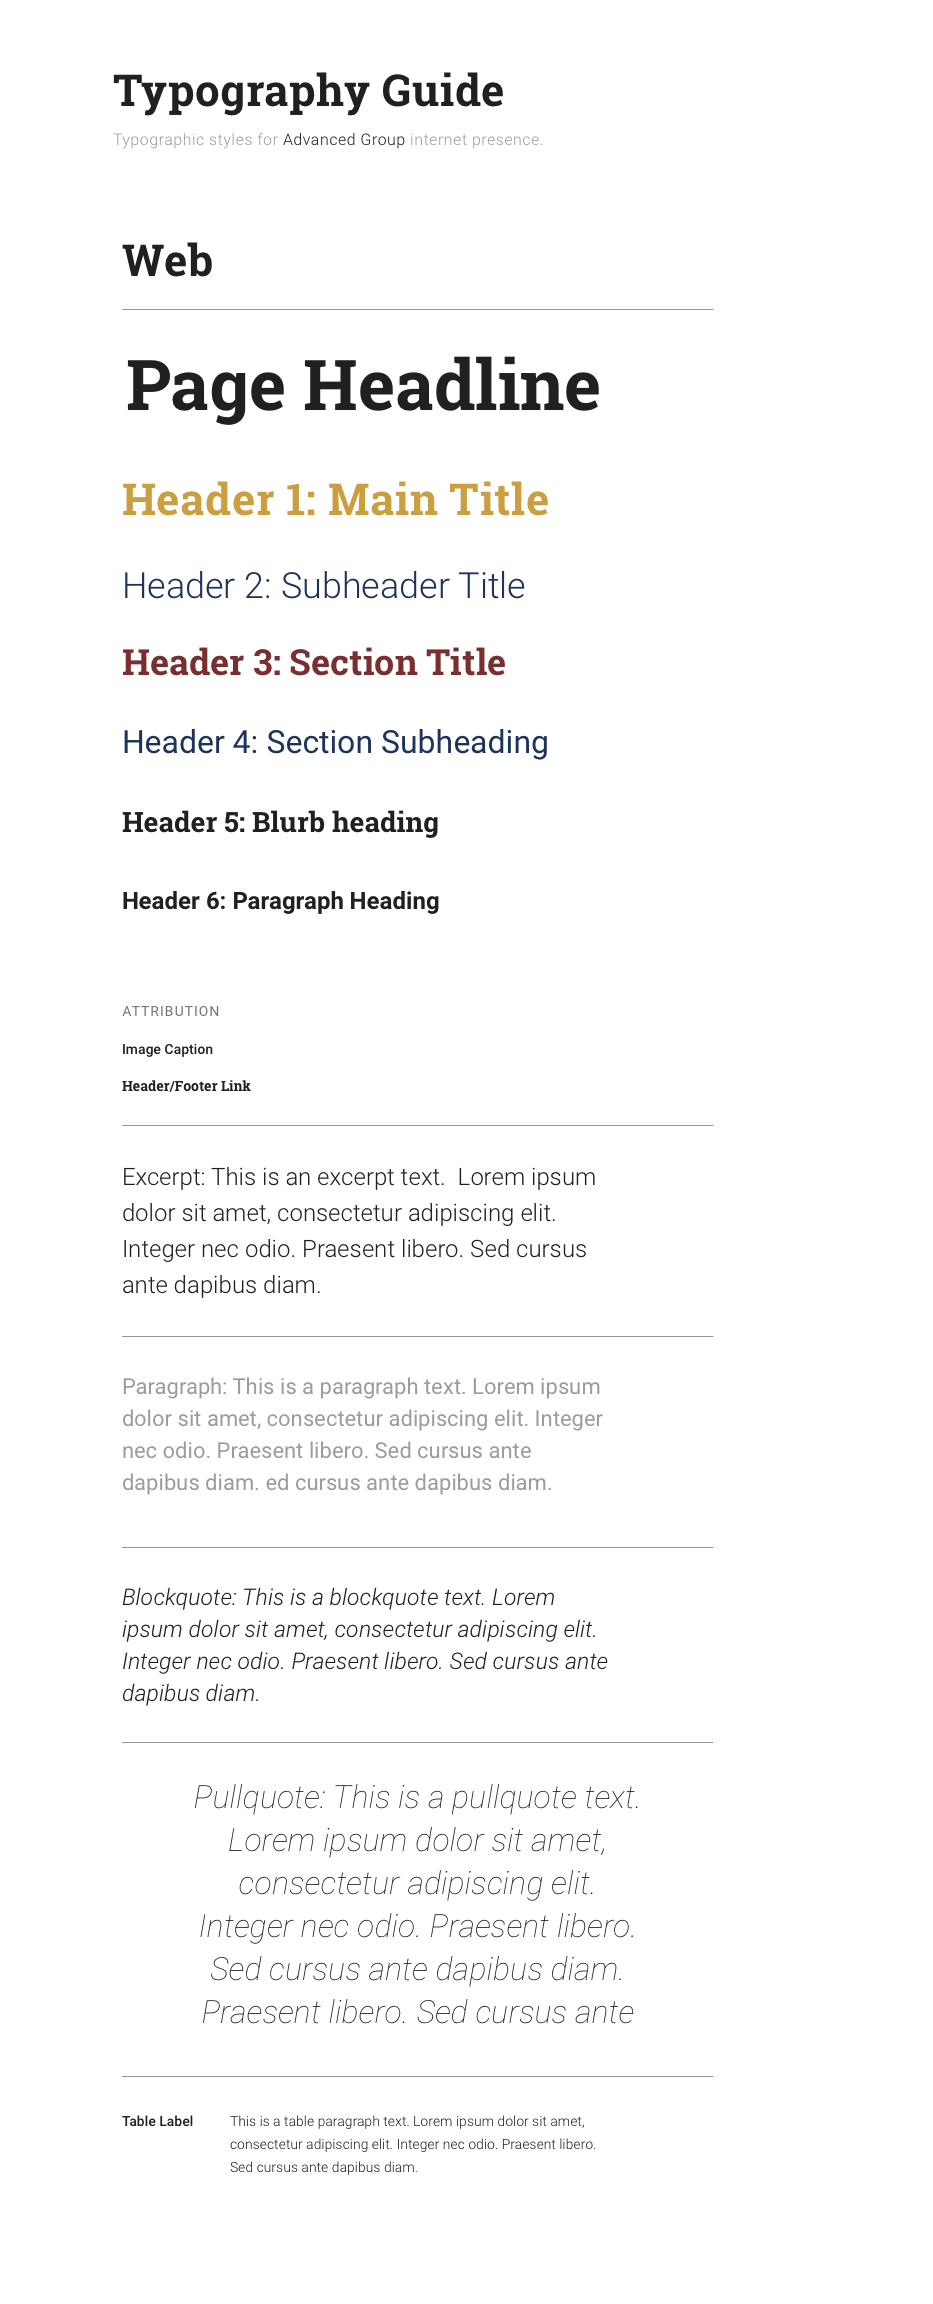 Typography Guide
Typographic styles for Advanced Group internet presence.
Web
Page Headline
Header 1: Main Title
Header 2: Subheader Title
Header 3: Section Title
Header 4: Section Subheading
Header 5: Blurb heading
Header 6: Paragraph Heading
ATTRIBUTION
Image Caption
Header/Footer Link
Excerpt: This is an excerpt text.  Lorem ipsum
dolor sit amet, consectetur adipiscing elit.
Integer nec odio. Praesent libero. Sed cursus
ante dapibus diam.
Paragraph: This is a paragraph text. Lorem ipsum
dolor sit amet, consectetur adipiscing elit. Integer
nec odio. Praesent libero. Sed cursus ante
dapibus diam. ed cursus ante dapibus diam.
Blockquote: This is a blockquote text. Lorem
ipsum dolor sit amet, consectetur adipiscing elit.
Integer nec odio. Praesent libero. Sed cursus ante
dapibus diam.
Pullquote: This is a pullquote text.
Lorem ipsum dolor sit amet,
consectetur adipiscing elit.
Integer nec odio. Praesent libero.
Sed cursus ante dapibus diam.
Praesent libero. Sed cursus ante
Table Label
This is a table paragraph text. Lorem ipsum dolor sit amet,
consectetur adipiscing elit. Integer nec odio. Praesent libero.
Sed cursus ante dapibus diam.